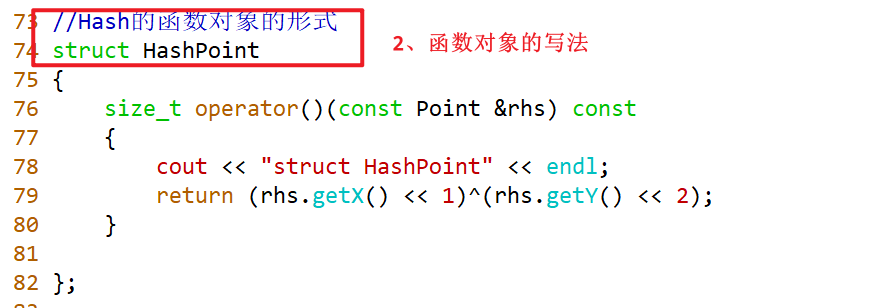 73 //Hash的函数对象的形式
2、函数对象的写法
74 struct HashPoint
75 {
76     size_t operator()(const Point &rhs) const
77     {
78         cout << "struct HashPoint" << endl;
79         return (rhs.getX() << 1)^(rhs.getY() << 2);
80     }
81
82 };